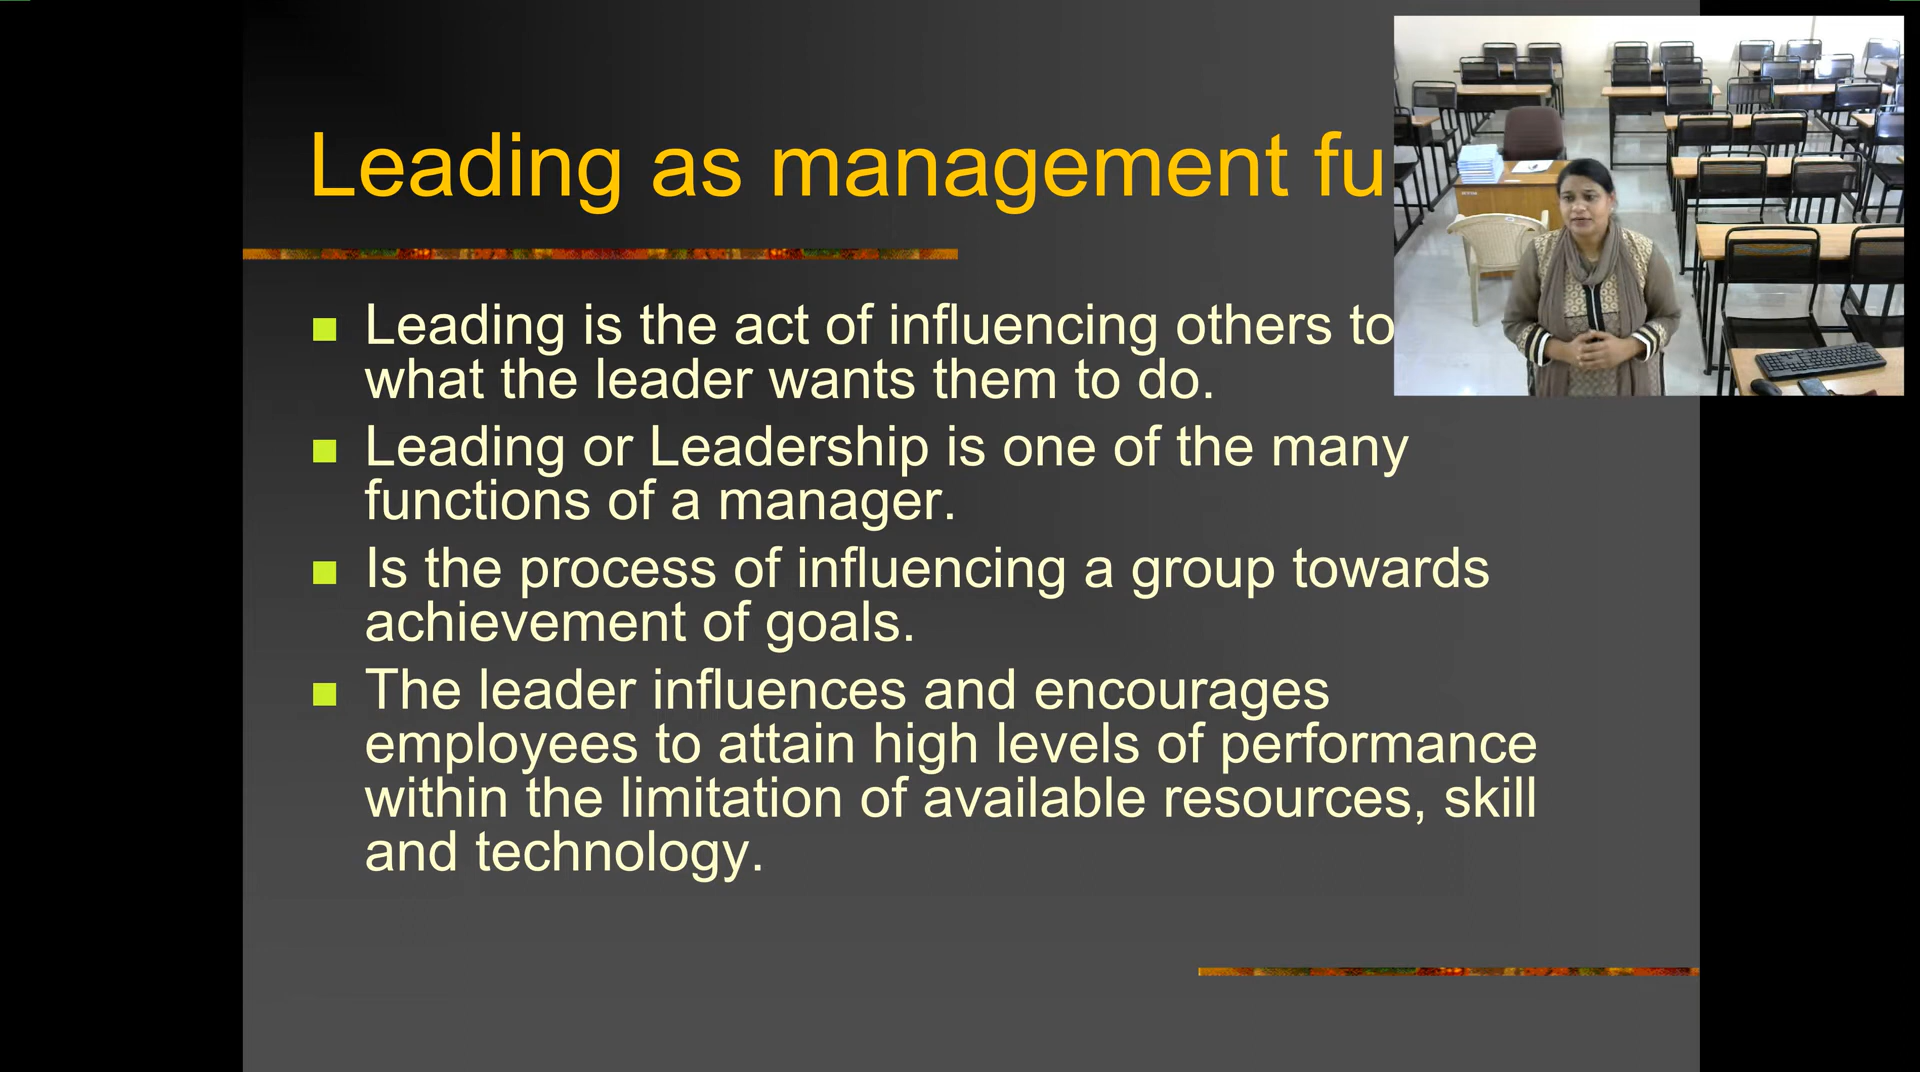 Leading as management fu
Leading is the act of influencing others to
what the leader wants them to do.
Leading or Leadership is one of the many
functions of a manager.
Is the process of influencing a group towards
achievement of goals.
The leader influences and encourages
employees to attain high levels of performance
within the limitation of available resources, skill
and technology.